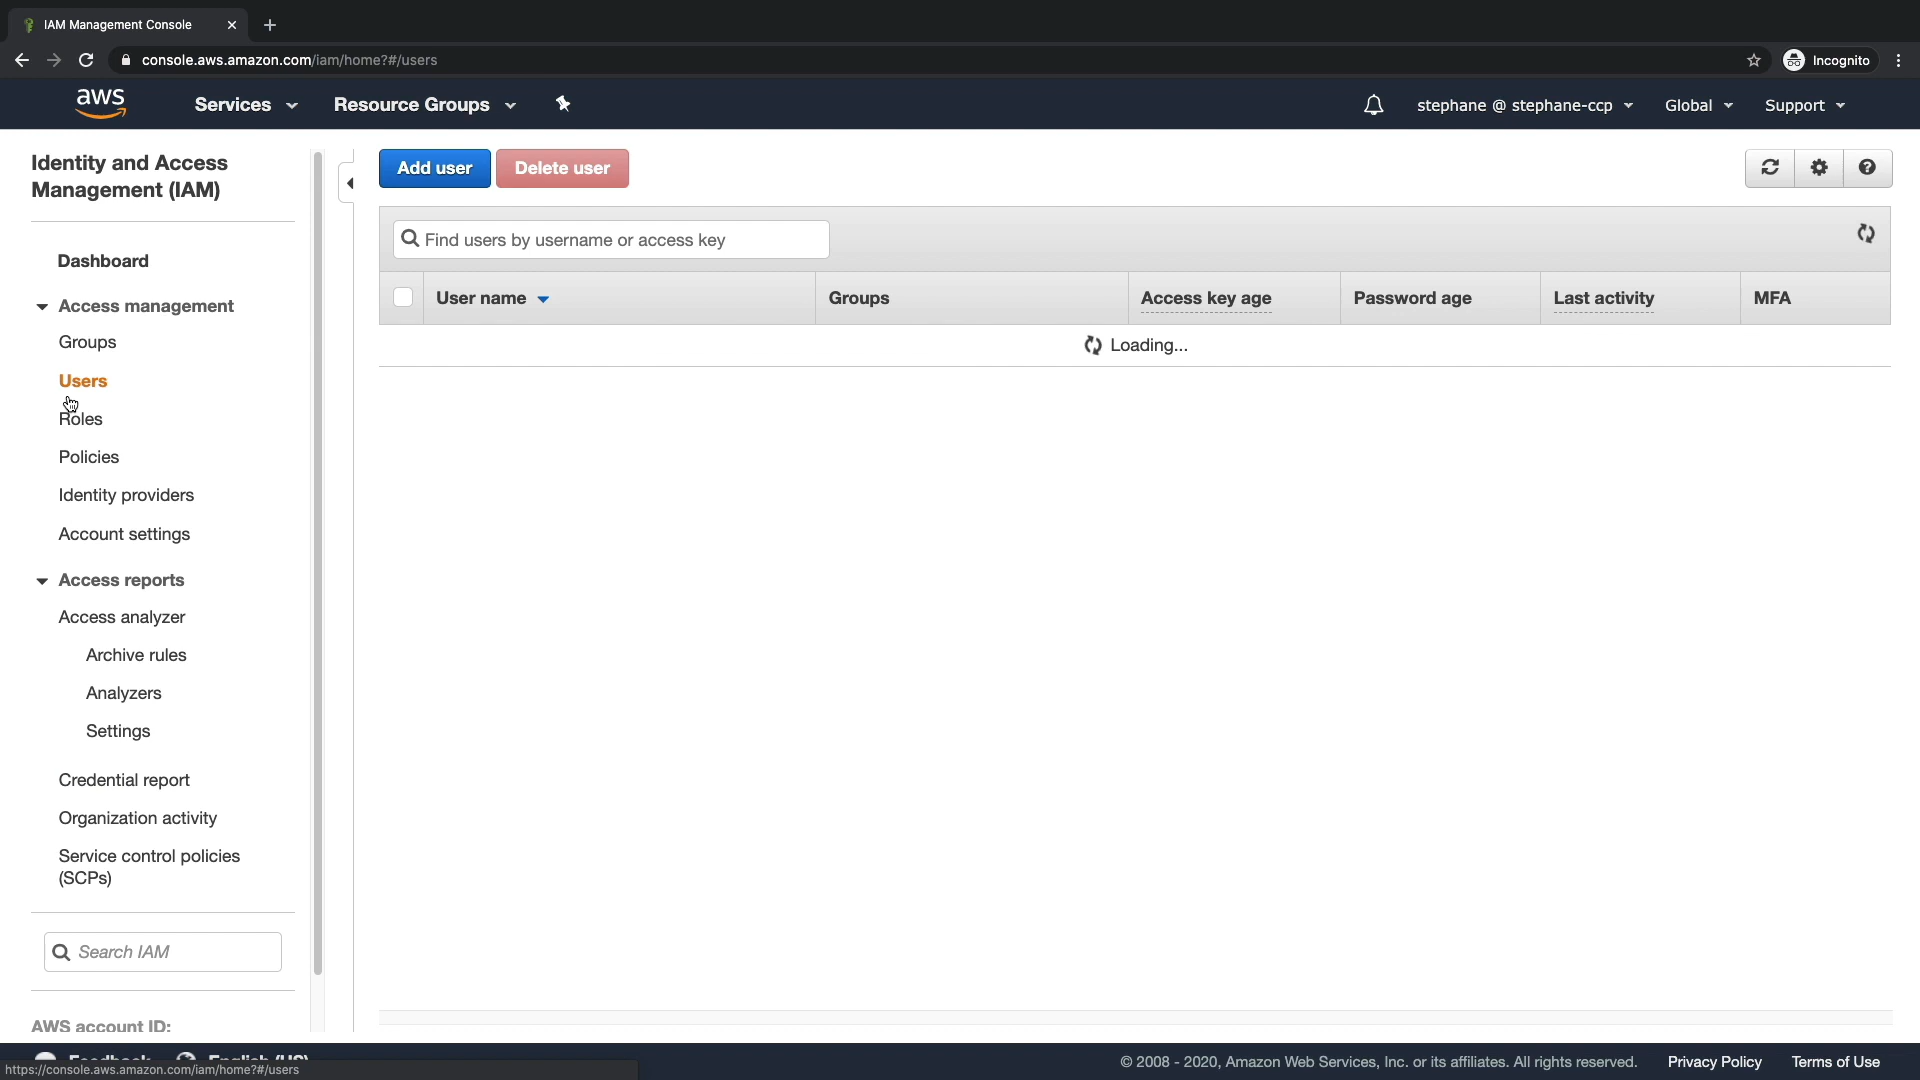 IAM Management Console
console.aws.amazon.com/iam/home?#/users
Incognito
aws
Services
Resource Groups
stephane @ stephane-ccp
Global
Support
Identity and Access
Management (IAM)
Dashboard
Access management
Groups
Users
Roles
Policies
Identity providers
Account settings
Access reports
Access analyzer
Archive rules
Analyzers
Settings
Credential report
Organization activity
Service control policies
(SCPs)
Search IAM
AWS account ID:
Add user
Delete user
Find users by username or access key
User name
Groups
Access key age
Password age
Last activity
MFA
Loading...
Feedback
English (US)
https://console.aws.amazon.com/iam/home?#/users
© 2008 - 2020, Amazon Web Services, Inc. or its affiliates. All rights reserved.
Privacy Policy
Terms of Use